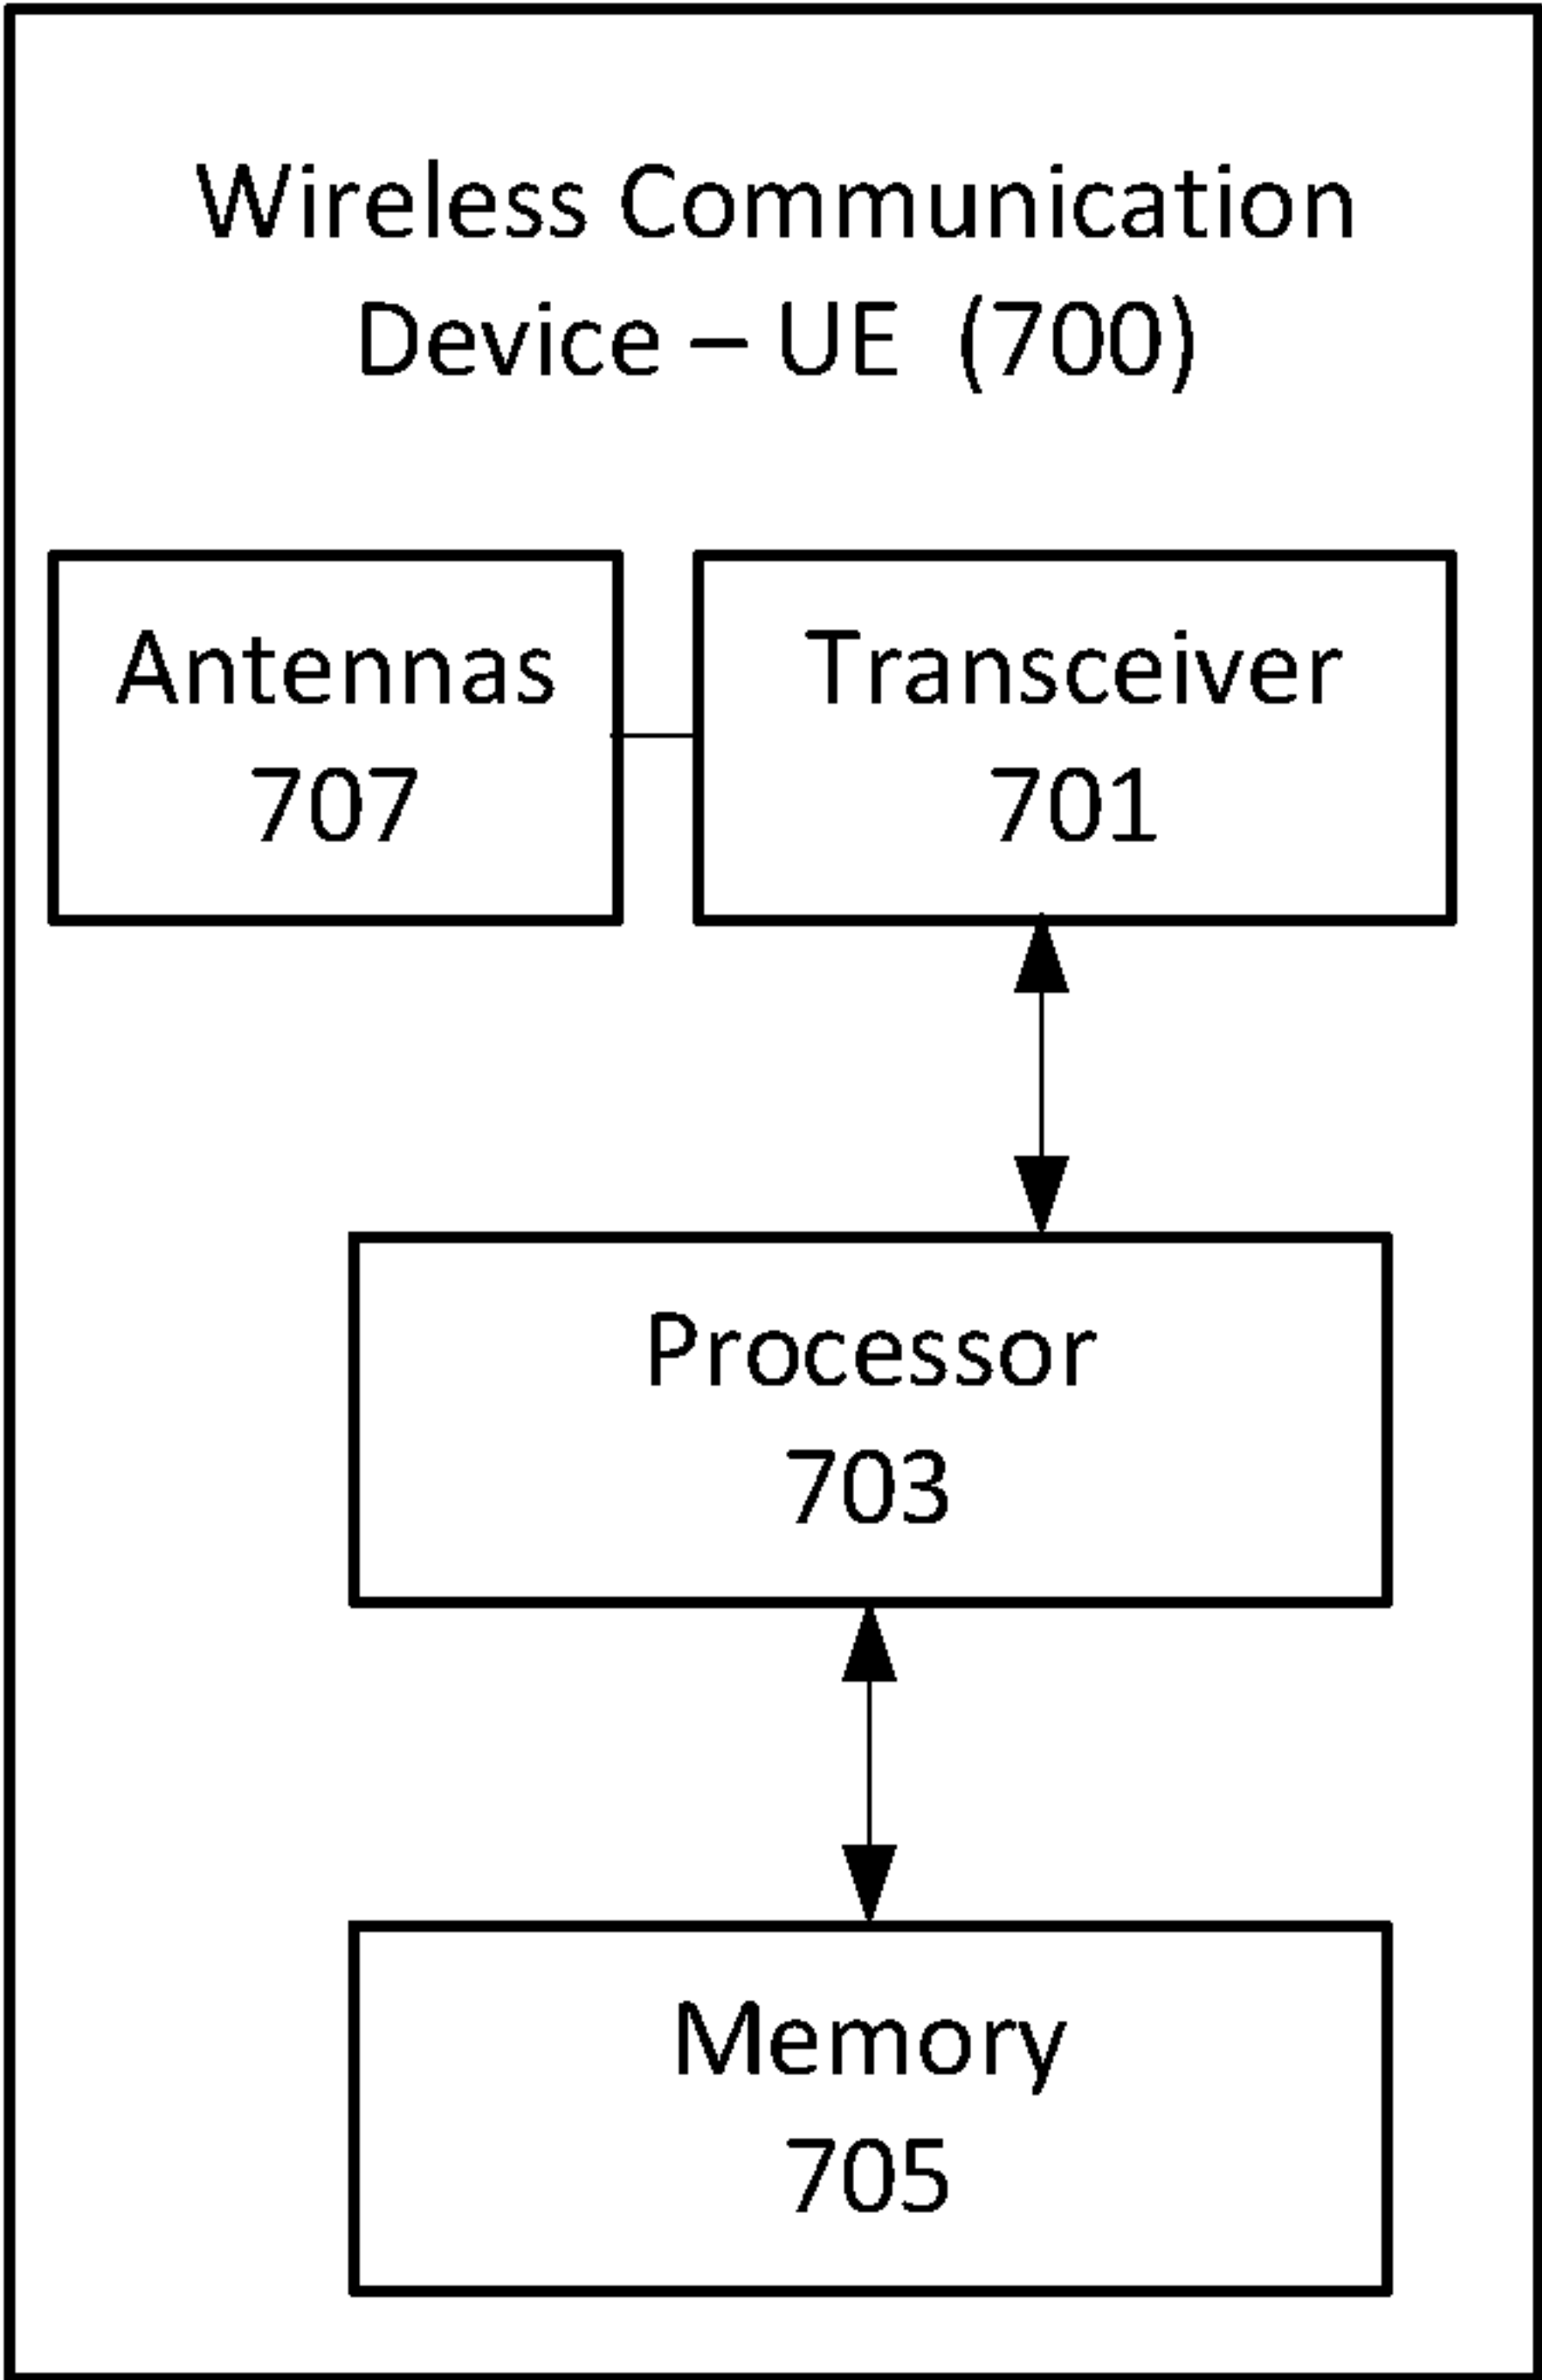 Wireless Communication
Device – UE (700)
Antennas
707
Transceiver
701
Processor
703
Memory
705